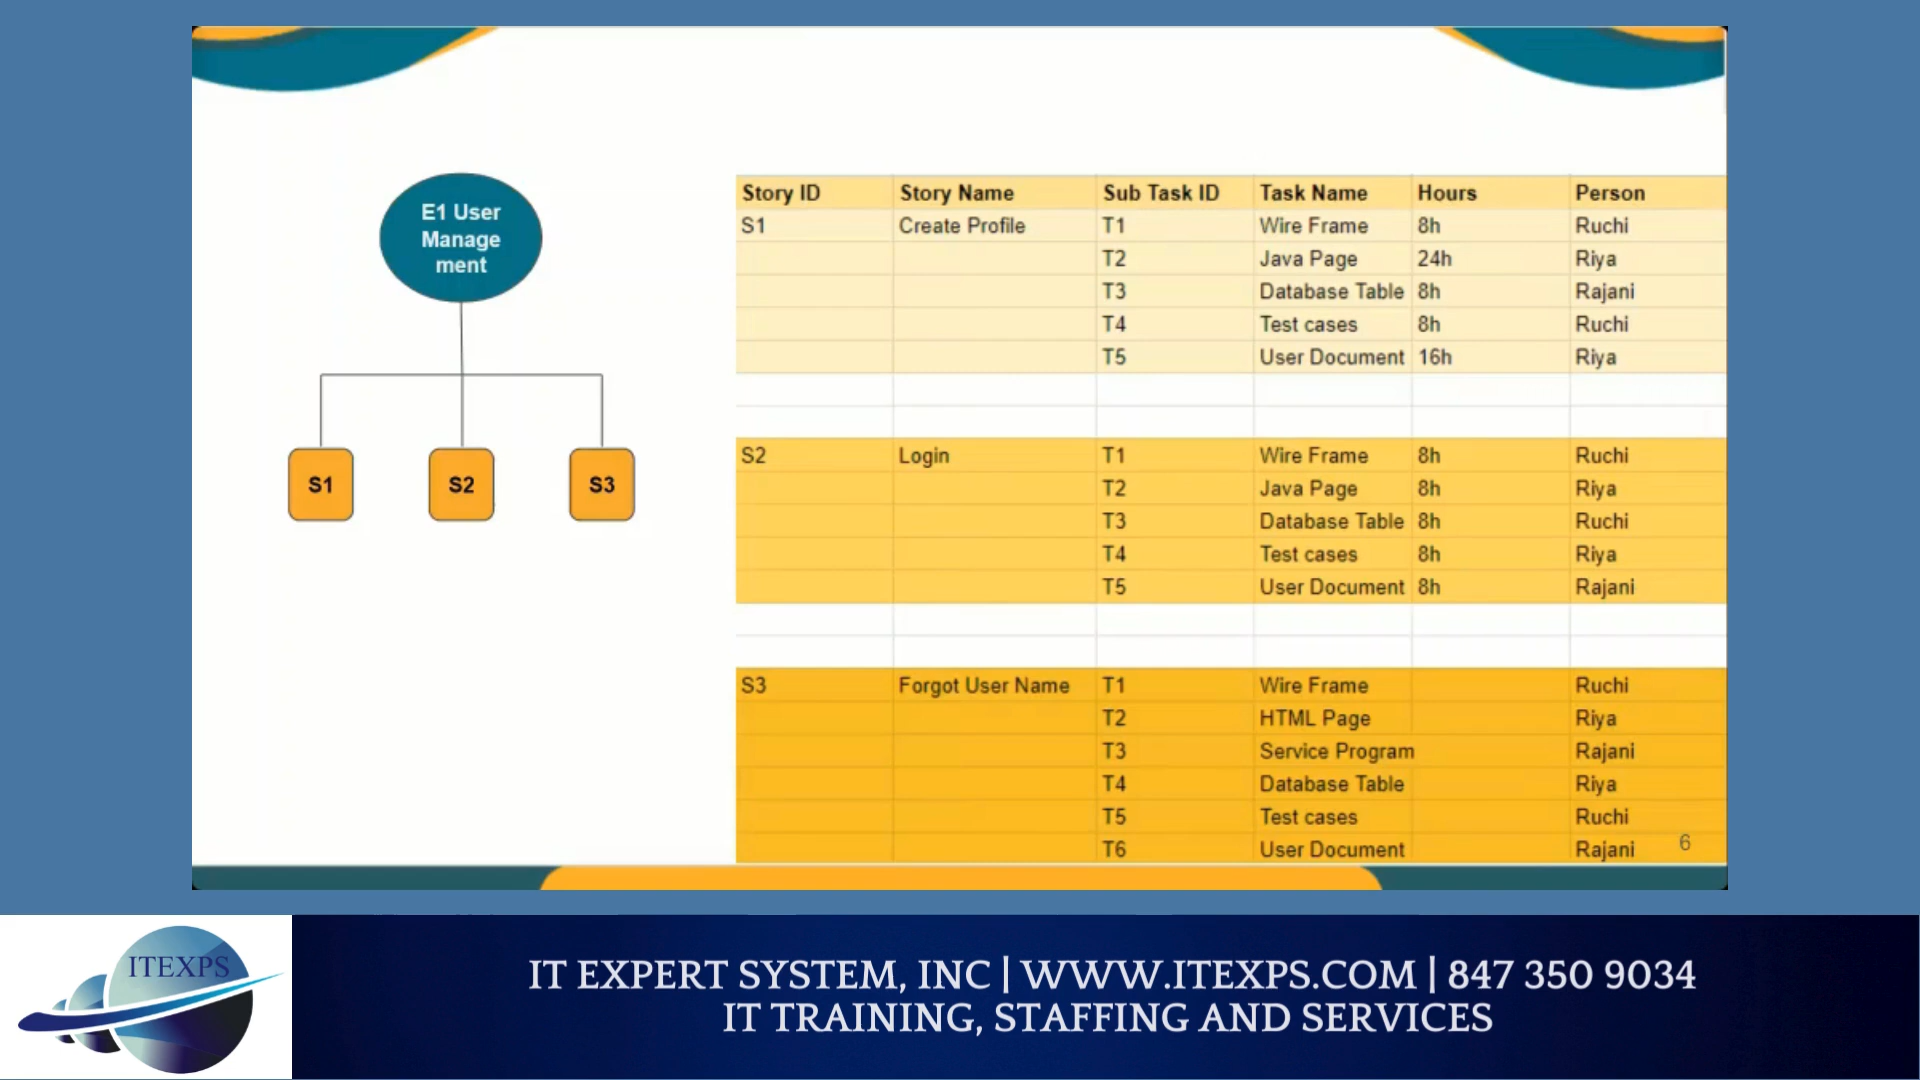 E1 User
Manage
ment
S1
S2
S3
Story ID Story Name Sub Task ID Task Name Hours Person
S1 Create Profile T1 Wire Frame 8h Ruchi
T2 Java Page 24h Riya
T3 Database Table 8h Rajani
T4 Test cases 8h Ruchi
T5 User Document 16h Riya
S2 Login T1 Wire Frame 8h Ruchi
T2 Java Page 8h Riya
T3 Database Table 8h Ruchi
T4 Test cases 8h Riya
T5 User Document 8h Rajani
S3 Forgot User Name T1 Wire Frame Ruchi
T2 HTML Page Riya
T3 Service Program Rajani
T4 Database Table Riya
T5 Test cases Ruchi
T6 User Document Rajani
6
ITEXPS
IT EXPERT SYSTEM, INC | WWW.ITEXPS.COM | 847 350 9034
IT TRAINING, STAFFING AND SERVICES